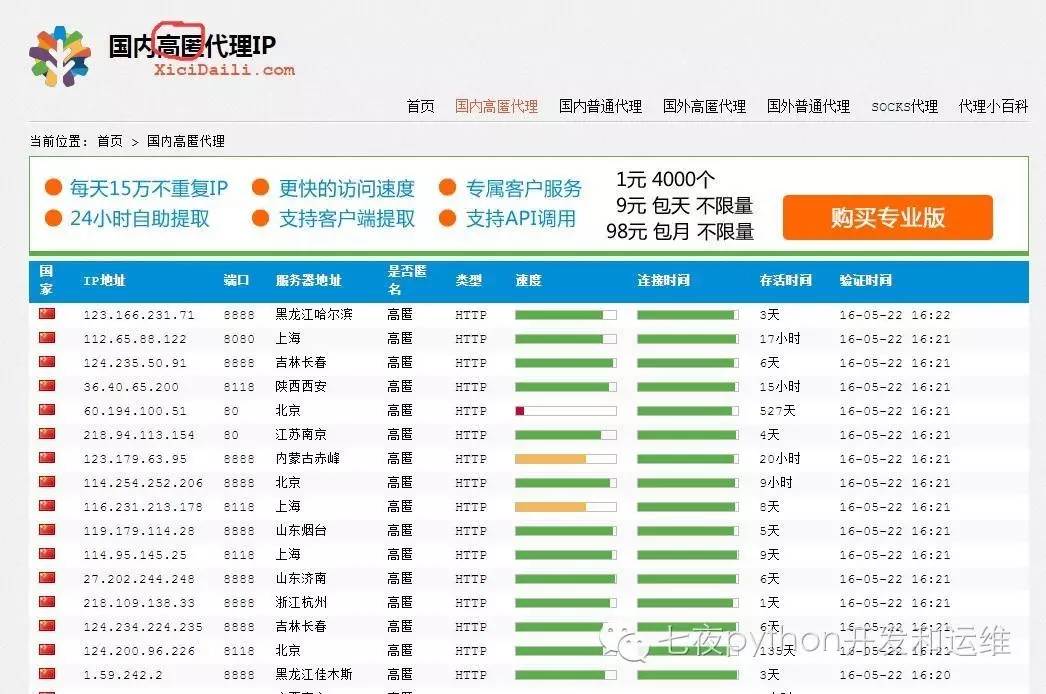 国内高匿代理IP
XiciDaili.com
首页 国内高匿代理 国内普通代理 国外高匿代理 国外普通代理 SOCKS代理 代理小百科
当前位置: 首页 > 国内高匿代理
每天15万不重复IP 更快的访问速度 专属客户服务
24小时自助提取 支持客户端提取 支持API调用
1元 4000个
9元 包天 不限量
98元 包月 不限量
购买专业版
国家 IP地址 端口 服务器地址 是否匿名 类型 速度 连接时间 存活时间 验证时间
123.166.231.71 8888 黑龙江哈尔滨 高匿 HTTP 3天 16-05-22 16:22
112.65.88.122 8080 上海 高匿 HTTP 17小时 16-05-22 16:21
124.235.50.91 8888 吉林长春 高匿 HTTP 6天 16-05-22 16:21
36.40.65.200 8118 陕西西安 高匿 HTTP 15小时 16-05-22 16:21
60.194.100.51 80 北京 高匿 HTTP 527天 16-05-22 16:21
218.94.113.154 80 江苏南京 高匿 HTTP 4天 16-05-22 16:21
123.179.63.95 8888 内蒙古赤峰 高匿 HTTP 20小时 16-05-22 16:21
114.254.252.206 8888 北京 高匿 HTTP 9小时 16-05-22 16:21
116.231.213.178 8118 上海 高匿 HTTP 8天 16-05-22 16:21
119.179.114.28 8888 山东烟台 高匿 HTTP 5天 16-05-22 16:21
114.95.145.25 8118 上海 高匿 HTTP 9天 16-05-22 16:21
27.202.244.248 8888 山东济南 高匿 HTTP 6天 16-05-22 16:21
218.109.138.33 8888 浙江杭州 高匿 HTTP 1天 16-05-22 16:21
124.234.224.235 8888 吉林长春 高匿 HTTP 6天 16-05-22 16:21
124.200.96.226 8118 北京 高匿 HTTP 135天 16-05-22 16:21
七夜python开发和运维
1.59.242.2 8888 黑龙江佳木斯 高匿 HTTP 3天 16-05-22 16:20